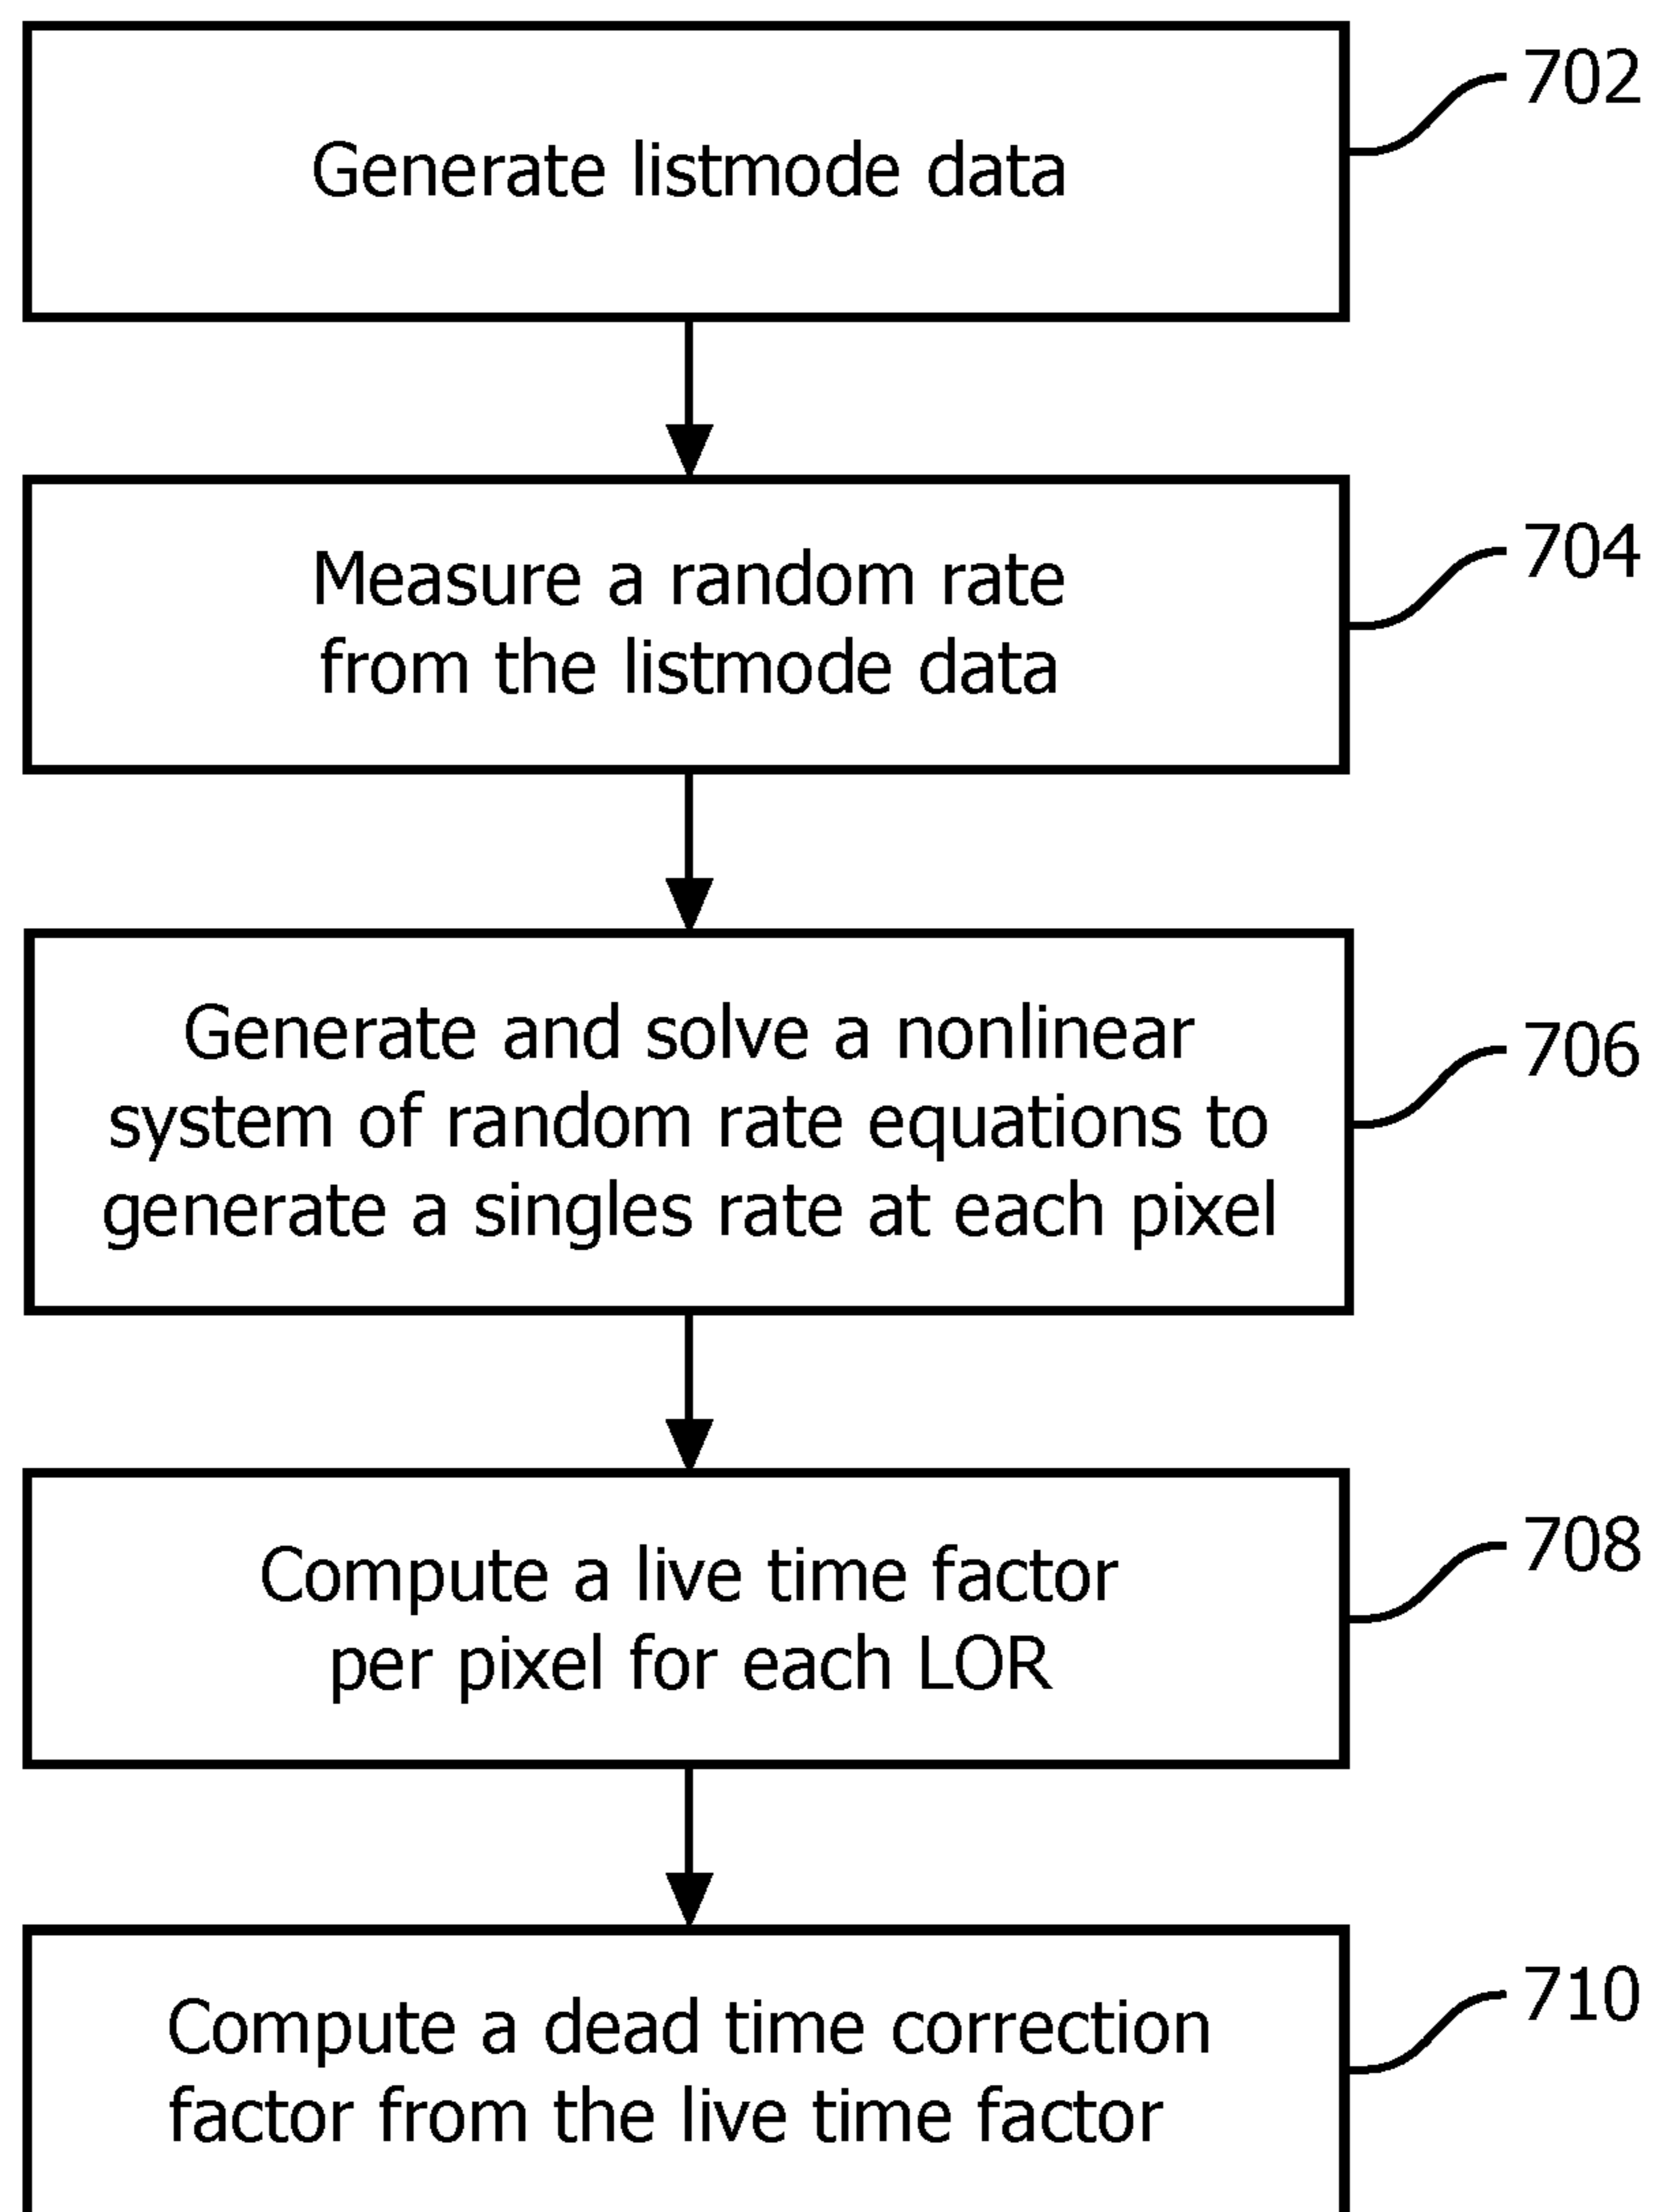 Generate listmode data
702
Measure a random rate
from the listmode data
704
Generate and solve a nonlinear
system of random rate equations to
generate a singles rate at each pixel
706
Compute a live time factor
per pixel for each LOR
708
Compute a dead time correction
factor from the live time factor
710